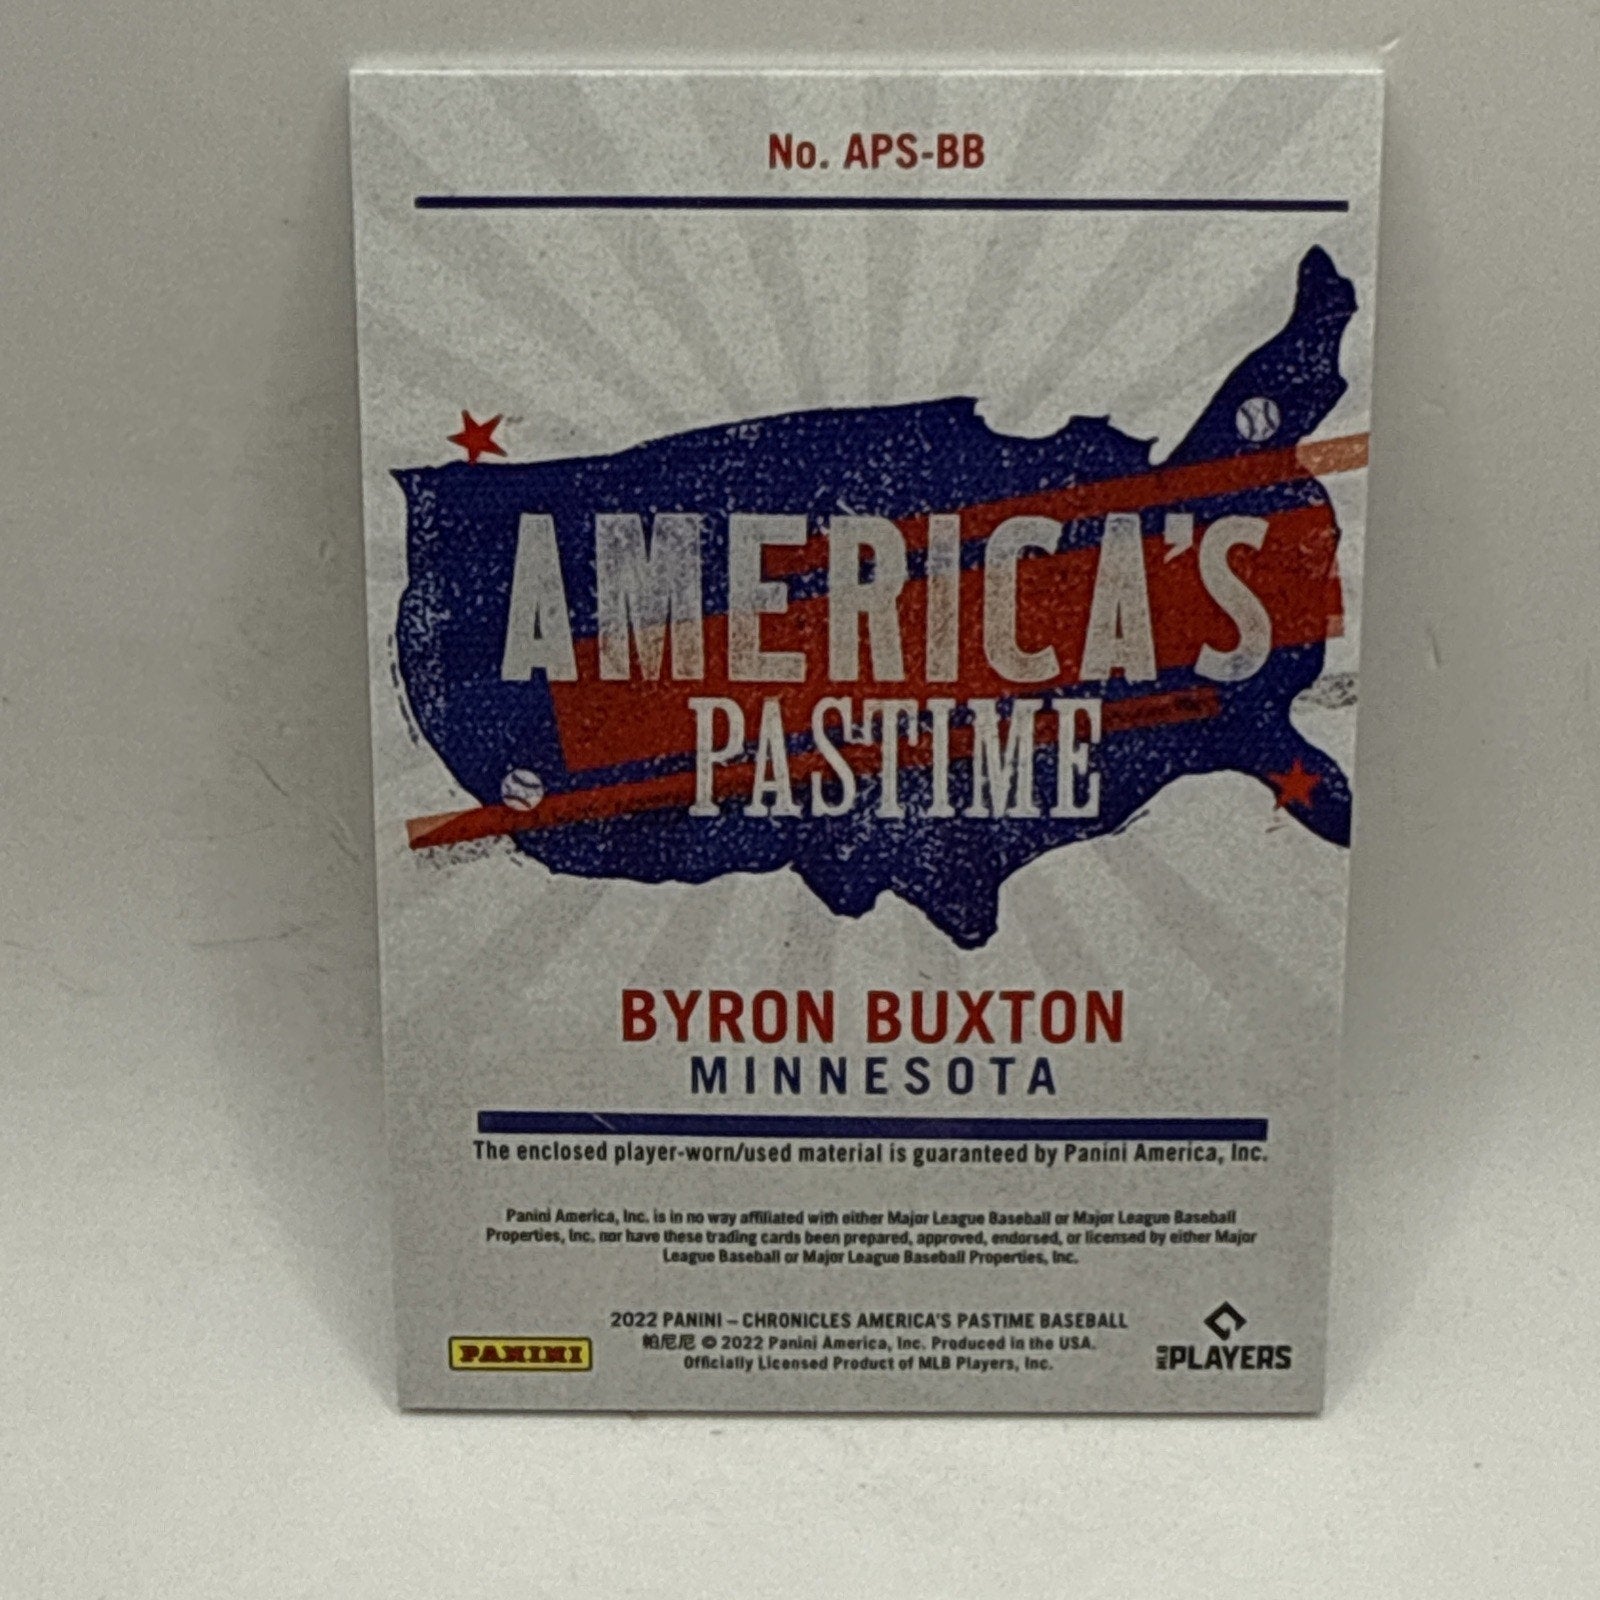 No. APS-BB
AMERICA'S
PASTIME
BYRON BUXTON
MINNESOTA
The enclosed player-worn/used material is guaranteed by Panini America, Inc.
Panini America, Inc. is in no way affiliated with either Major League Baseball or Major League Baseball
Properties, Inc. nor have these trading cards been prepared, approved, endorsed, or licensed by either Major
League Baseball or Major League Baseball Properties, Inc.
2022 PANINI – CHRONICLES AMERICA'S PASTIME BASEBALL
帕尼尼 © 2022 Panini America, Inc. Produced in the USA.
Officially Licensed Product of MLB Players, Inc.
PANINI
MLB PLAYERS